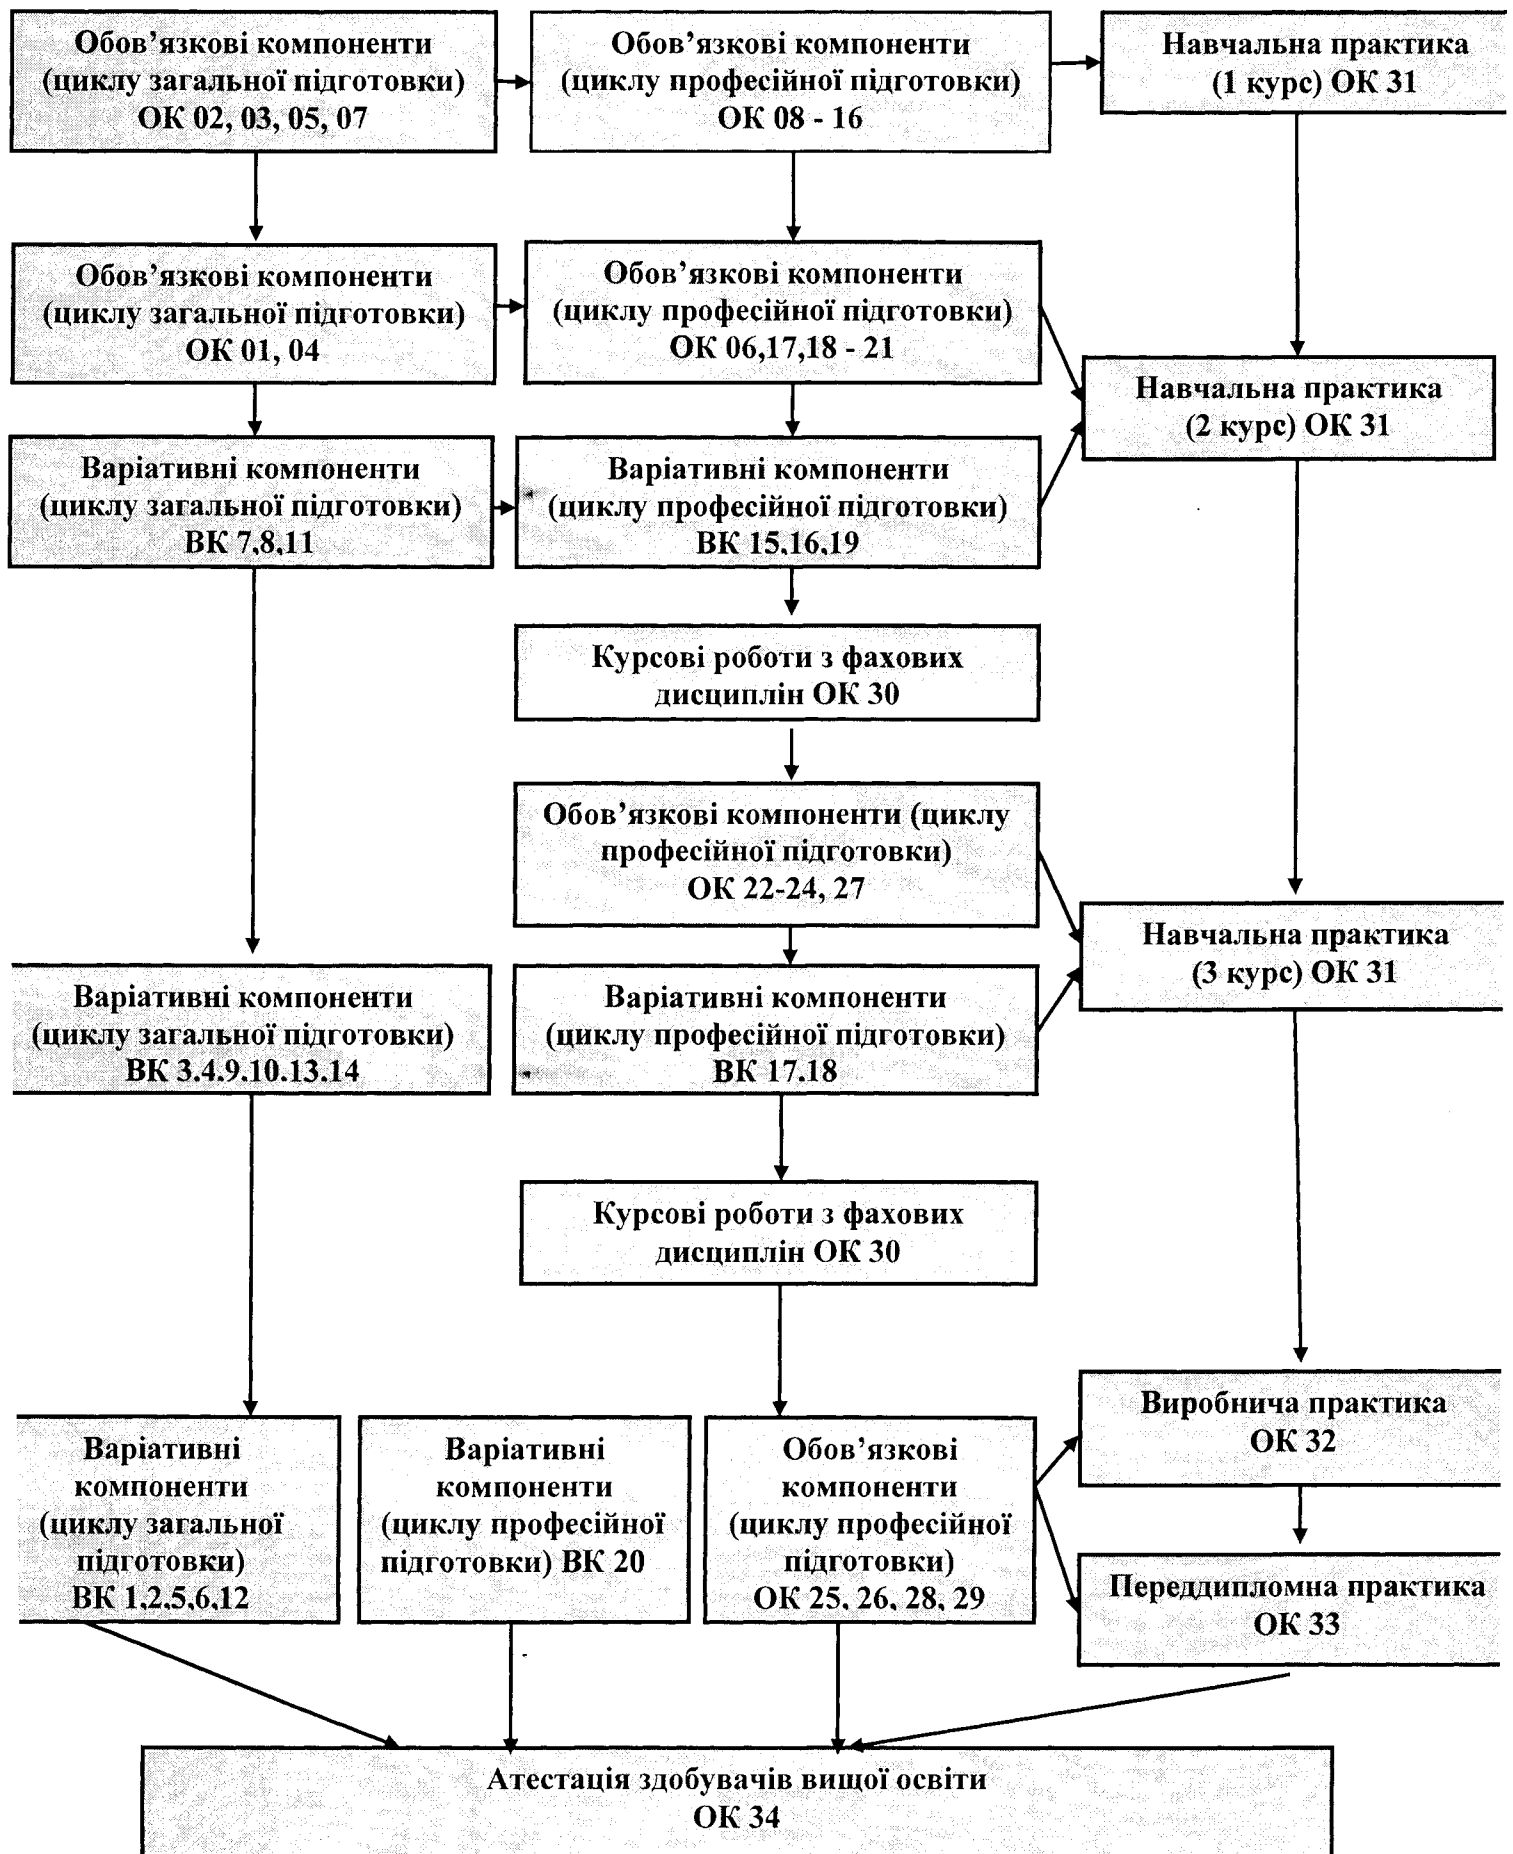 Обов’язкові компоненти
(циклу загальної підготовки)
ОК 02, 03, 05, 07
Обов’язкові компоненти
(циклу професійної підготовки)
ОК 08 - 16
Навчальна практика
(1 курс) ОК 31
Обов’язкові компоненти
(циклу загальної підготовки)
ОК 01, 04
Обов’язкові компоненти
(циклу професійної підготовки)
ОК 06,17,18 - 21
Навчальна практика
(2 курс) ОК 31
Варіативні компоненти
(циклу загальної підготовки)
ВК 7,8,11
Варіативні компоненти
(циклу професійної підготовки)
ВК 15,16,19
Курсові роботи з фахових
дисциплін ОК 30
Обов’язкові компоненти (циклу
професійної підготовки)
ОК 22-24, 27
Навчальна практика
(3 курс) ОК 31
Варіативні компоненти
(циклу загальної підготовки)
ВК 3,4,9,10,13,14
Варіативні компоненти
(циклу професійної підготовки)
ВК 17,18
Курсові роботи з фахових
дисциплін ОК 30
Варіативні
компоненти
(циклу загальної
підготовки)
ВК 1,2,5,6,12
Варіативні
компоненти
(циклу професійної
підготовки) ВК 20
Обов’язкові
компоненти
(циклу професійної
підготовки)
ОК 25, 26, 28, 29
Виробнича практика
ОК 32
Переддипломна практика
ОК 33
Атестація здобувачів вищої освіти
ОК 34